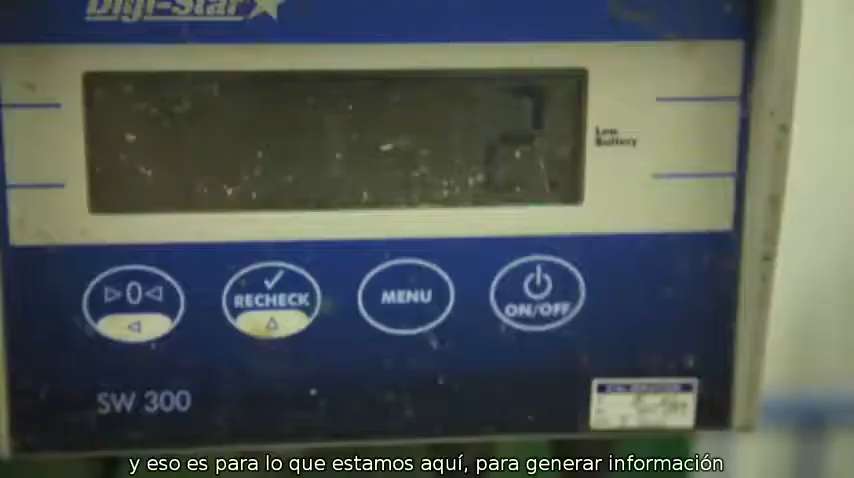 Digi-Star
Low
Battery
0
RECHECK
MENU
ON/OFF
SW 300
y eso es para lo que estamos aquí, para generar información